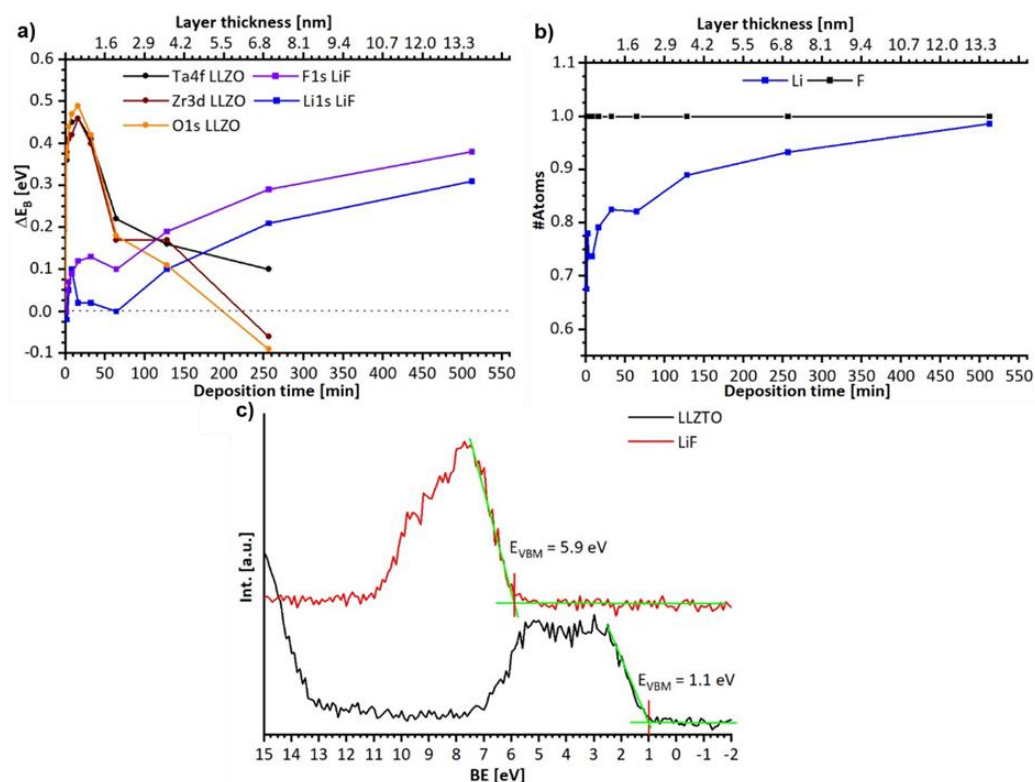 a)
Layer thickness [nm]
1.6 2.9 4.2 5.5 6.8 8.1 9.4 10.7 12.0 13.3
0.6
0.5
0.4
0.3
0.2
0.1
0.0
-0.1
ΔE_B [eV]
Ta4f LLZO
F1s LiF
Zr3d LLZO
Li1s LiF
O1s LLZO
0 50 100 150 200 250 300 350 400 450 500 550
Deposition time [min]
b)
Layer thickness [nm]
1.6 2.9 4.2 5.5 6.8 8.1 9.4 10.7 12.0 13.3
1.1
1.0
0.9
0.8
0.7
0.6
#Atoms
Li
F
0 50 100 150 200 250 300 350 400 450 500 550
Deposition time [min]
c)
LLZTO
LiF
Int. [a.u.]
E_VBM = 5.9 eV
E_VBM = 1.1 eV
15 14 13 12 11 10 9 8 7 6 5 4 3 2 1 0 -1 -2
BE [eV]